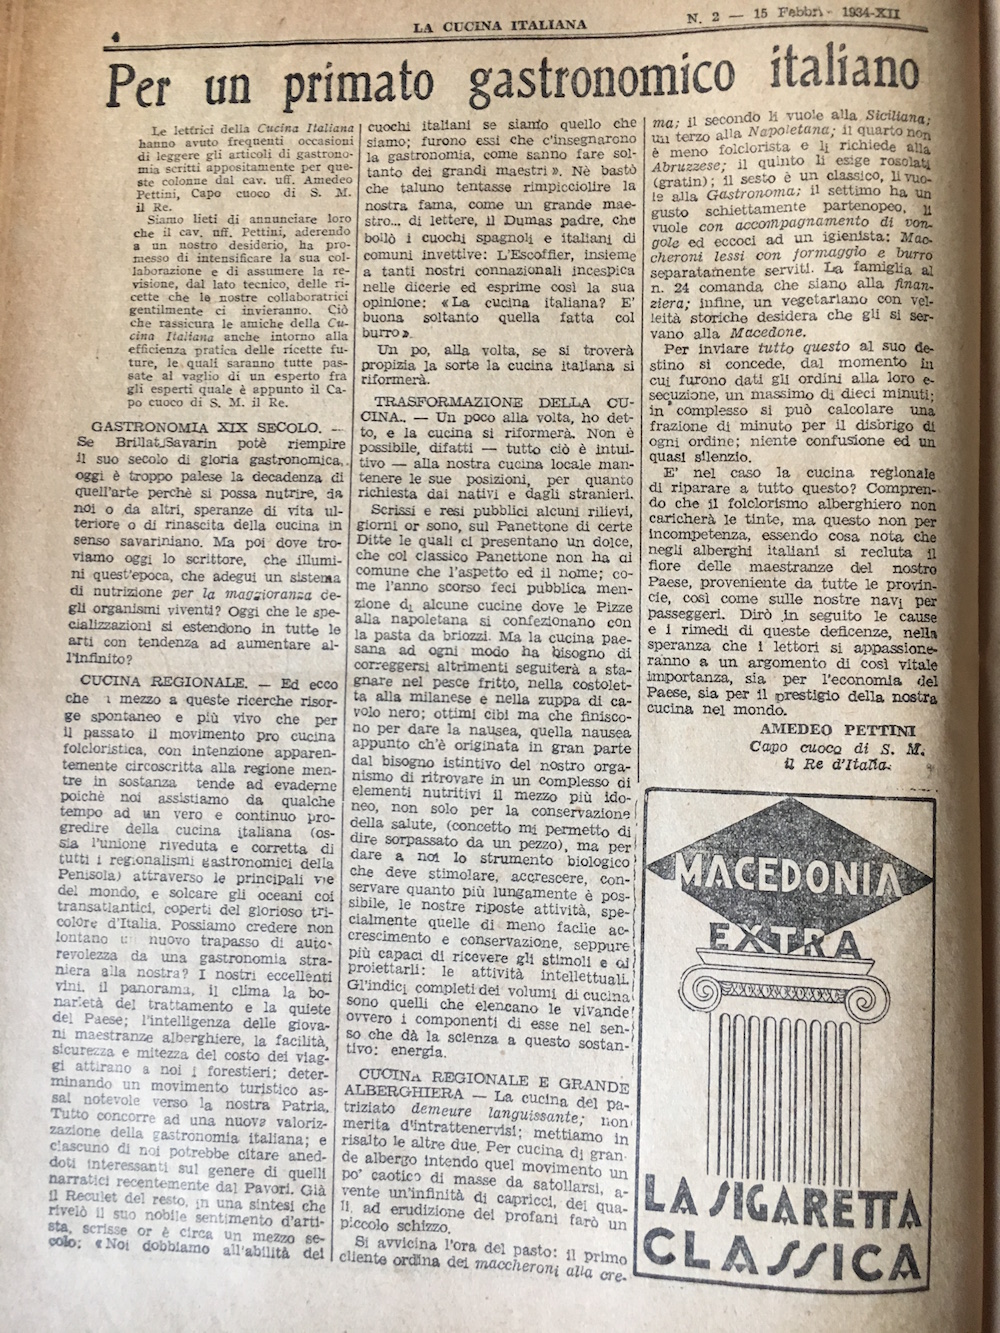 4
LA CUCINA ITALIANA
N. 2 — 15 Febbr. 1934-XII
Per un primato gastronomico italiano
Le lettrici della Cucina Italiana
hanno avuto frequenti occasioni
di leggere gli articoli di gastrono-
mia scritti appositamente per que-
ste colonne dal cav. uff. Amedeo
Pettini, Capo cuoco di S. M.
il Re.
Siamo lieti di annunciare loro
che il cav. uff. Pettini, aderendo
a un nostro desiderio, ha pro-
messo di intensificare la sua col-
laborazione e di assumere la re-
visione, dal lato tecnico, delle ri-
cette che le nostre collaboratrici
gentilmente ci invieranno. Ciò
che rassicura le amiche della Cu-
cina Italiana anche intorno alla
efficienza pratica delle ricette fu-
ture, le quali saranno tutte pas-
sate al vaglio di un esperto fra
gli esperti quale è appunto il Ca-
po cuoco di S. M. il Re.
GASTRONOMIA XIX SECOLO. —
Se Brillat Savarin potè riempire
il suo secolo di gloria gastronomica,
oggi è troppo palese la decadenza di
quell'arte perchè si possa nutrire, da
noi o da altri, speranze di vita ul-
teriore o di rinascita della cucina in
senso savariniano. Ma poi dove tro-
viamo oggi lo scrittore, che illumi-
ni quest'epoca, che adegui un sistema
di nutrizione per la maggioranza de-
gli organismi viventi? Oggi che le spe-
cializzazioni si estendono in tutte le
arti con tendenza ad aumentare al-
l'infinito?
CUCINA REGIONALE. — Ed ecco
che i mezzo a queste ricerche risor-
ge spontaneo e più vivo che per
il passato il movimento pro cucina
folcloristica, con intenzione apparen-
temente circoscritta alla regione men-
tre in sostanza tende ad evaderne
poichè noi assistiamo da qualche
tempo ad un vero e continuo pro-
gredire della cucina italiana (os-
sia l'unione riveduta e corretta di
tutti i regionalismi gastronomici della
Penisola) attraverso le principali vie
del mondo, e solcare gli oceani coi
transatlantici, coperti del glorioso tri-
colore d'Italia. Possiamo credere non
lontano u nuovo trapasso di auto-
revolezza da una gastronomia stra-
niera alla nostra? I nostri eccellenti
vini, il panorama, il clima la bo-
narietà del trattamento e la quiete
del Paese; l'intelligenza delle giova-
ni maestranze alberghiere, la facilità,
sicurezza e mitezza del costo dei viag-
gi attirano a noi i forestieri; deter-
minando un movimento turistico as-
sai notevole verso la nostra Patria.
Tutto concorre ad una nuova valoriz-
zazione della gastronomia italiana; e
ciascuno di noi potrebbe citare aned-
doti interessanti sul genere di quelli
narratici recentemente dal Pavori. Già
il Reculet del resto, in una sintesi che
rivelò il suo nobile sentimento d'arti-
sta, scrisse or è circa un mezzo se-
colo: «Noi dobbiamo all'abilità dei
cuochi italiani se siamo quello che
siamo; furono essi che c'insegnarono
la gastronomia, come sanno fare sol-
tanto dei grandi maestri». Nè bastò
che taluno tentasse rimpicciolire la
nostra fama, come un grande mae-
stro... di lettere, il Dumas padre, che
bollò i cuochi spagnoli e italiani di
comuni invettive: L'Escoffier, insieme
a tanti nostri connazionali incespica
nelle dicerie ed esprime così la sua
opinione: «La cucina italiana? E'
buona soltanto quella fatta col
burro».
Un po, alla volta, se si troverà
propizia la sorte la cucina italiana si
riformerà.
TRASFORMAZIONE DELLA CU-
CINA.. — Un poco alla volta, ho det-
to, e la cucina si riformerà. Non è
possibile, difatti — tutto ciò è intui-
tivo — alla nostra cucina locale man-
tenere le sue posizioni, per quanto
richiesta dai nativi e dagli stranieri.
Scrissi e resi pubblici alcuni rilievi,
giorni or sono, sul Panettone di certe
Ditte le quali ci presentano un dolce,
che col classico Panettone non ha di
comune che l'aspetto ed il nome; co-
me l'anno scorso feci pubblica men-
zione di alcune cucine dove le Pizze
alla napoletana si confezionano con
la pasta da briozzi. Ma la cucina pae-
sana ad ogni modo ha bisogno di
correggersi altrimenti seguiterà a sta-
gnare nel pesce fritto, nella costolet-
ta alla milanese e nella zuppa di ca-
volo nero; ottimi cibi ma che finisco-
no per dare la nausea, quella nausea
appunto ch'è originata in gran parte
dal bisogno istintivo del nostro orga-
nismo di ritrovare in un complesso di
elementi nutritivi il mezzo più ido-
neo, non solo per la conservazione
della salute, (concetto mi permetto di
dire sorpassato da un pezzo), ma per
dare a noi lo strumento biologico
che deve stimolare, accrescere, con-
servare quanto più lungamente è pos-
sibile, le nostre riposte attività, spe-
cialmente quelle di meno facile ac-
crescimento e conservazione, seppure
più capaci di ricevere gli stimoli e di
proiettarli: le attività intellettuali.
Gl'indici completi dei volumi di cucina
sono quelli che elencano le vivande
ovvero i componenti di esse nel sen-
so che dà la scienza a questo sostan-
tivo: energia.
CUCINA REGIONALE E GRANDE
ALBERGHIERA — La cucina del pa-
triziato demeure languissante; non
merita d'intrattenervisi; mettiamo in
risalto le altre due. Per cucina di gran-
de albergo intendo quel movimento un
po' caotico di masse da satollarsi, a-
vente un'infinità di capricci, dei qua-
li, ad erudizione dei profani farò un
piccolo schizzo.
Si avvicina l'ora del pasto: il primo
cliente ordina dei maccheroni alla cre-
ma; il secondo li vuole alla Siciliana;
un terzo alla Napoletana; il quarto non
è meno folclorista e li richiede alla
Abruzzese; il quinto li esige rosolati
(gratin); il sesto è un classico, li vuo-
le alla Gastronoma; il settimo ha un
gusto schiettamente partenopeo, li
vuole con accompagnamento di von-
gole ed eccoci ad un igienista: Mac-
cheroni lessi con formaggio e burro
separatamente serviti. La famiglia al
n. 24 comanda che siano alla finan-
ziera; infine, un vegetariano con vel-
leità storiche desidera che gli si ser-
vano alla Macedone.
Per inviare tutto questo al suo de-
stino si concede, dal momento in
cui furono dati gli ordini alla loro e-
secuzione, un massimo di dieci minuti;
in complesso si può calcolare una
frazione di minuto per il disbrigo di
ogni ordine; niente confusione ed un
quasi silenzio.
E' nel caso la cucina regionale
di riparare a tutto questo? Compren-
do che il folclorismo alberghiero non
caricherà le tinte, ma questo non per
incompetenza, essendo cosa nota che
negli alberghi italiani si recluta il
fiore delle maestranze del nostro
Paese, proveniente da tutte le provin-
cie, così come sulle nostre navi per
passeggeri. Dirò in seguito le cause
e i rimedi di queste deficenze, nella
speranza che i lettori si appassione-
ranno a un argomento di così vitale
importanza, sia per l'economia del
Paese, sia per il prestigio della nostra
cucina nel mondo.
AMEDEO PETTINI
Capo cuoco di S. M.
il Re d'Italia.
MACEDONIA
EXTRA
LA SIGARETTA
CLASSICA